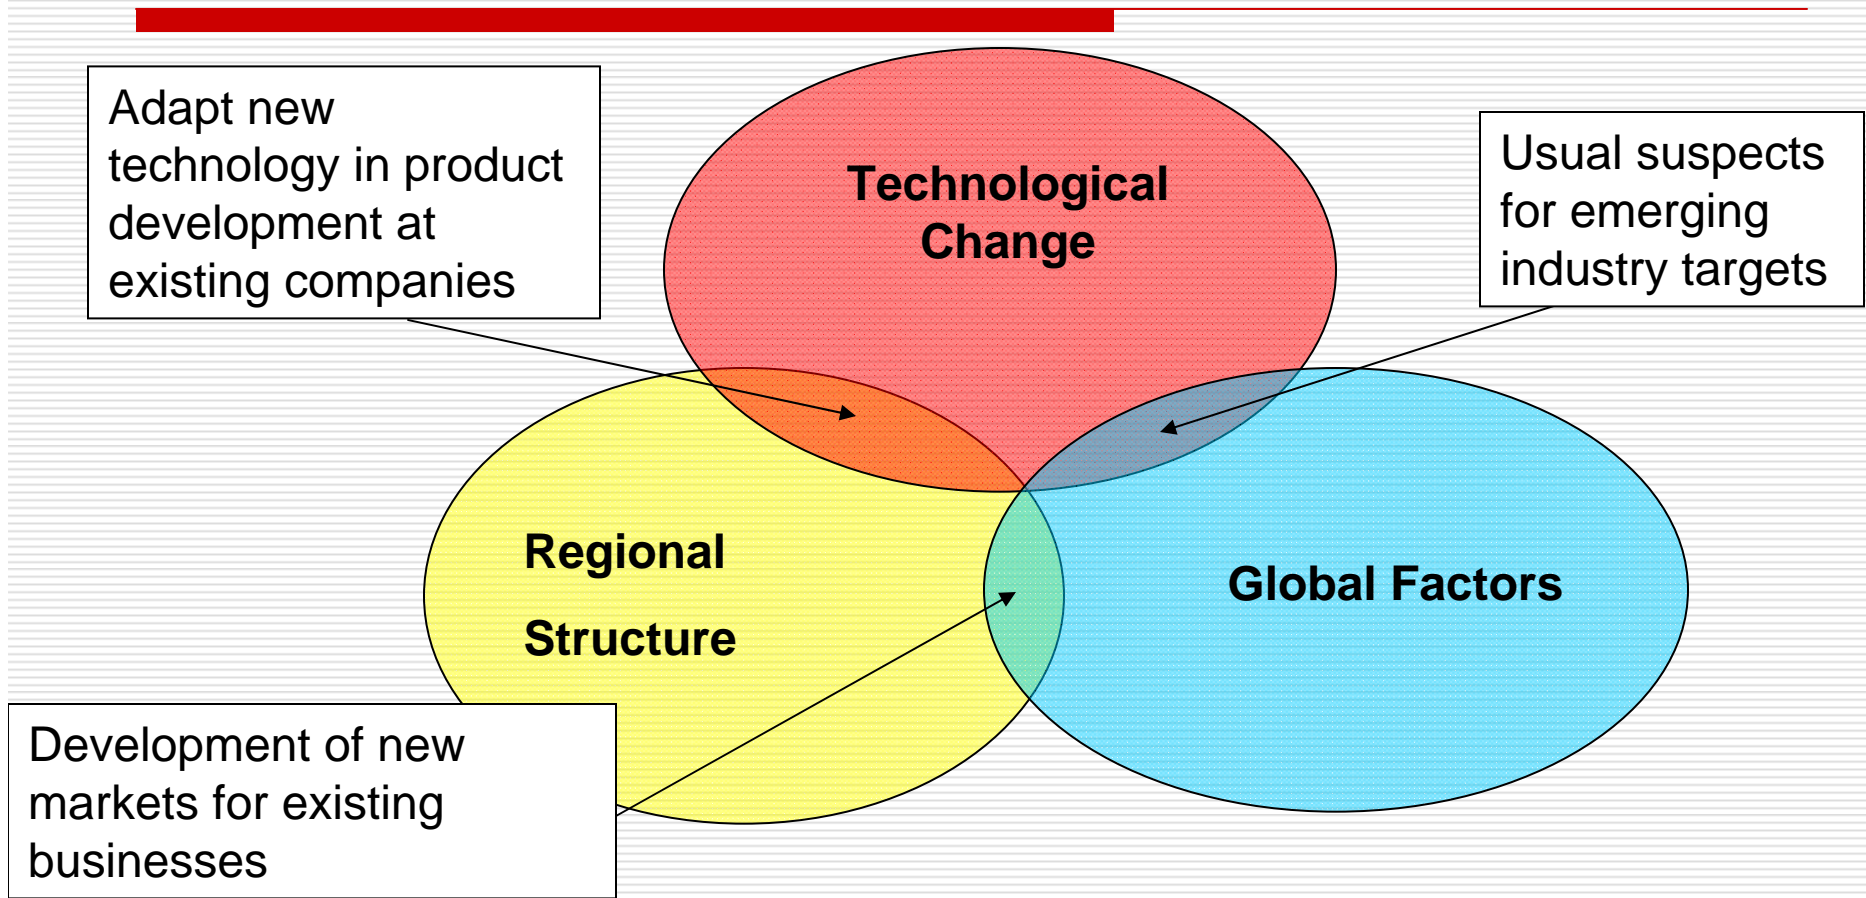 Adapt new
technology in product
development at
existing companies
Technological
Change
Usual suspects
for emerging
industry targets
Regional
Structure
Global Factors
Development of new
markets for existing
businesses